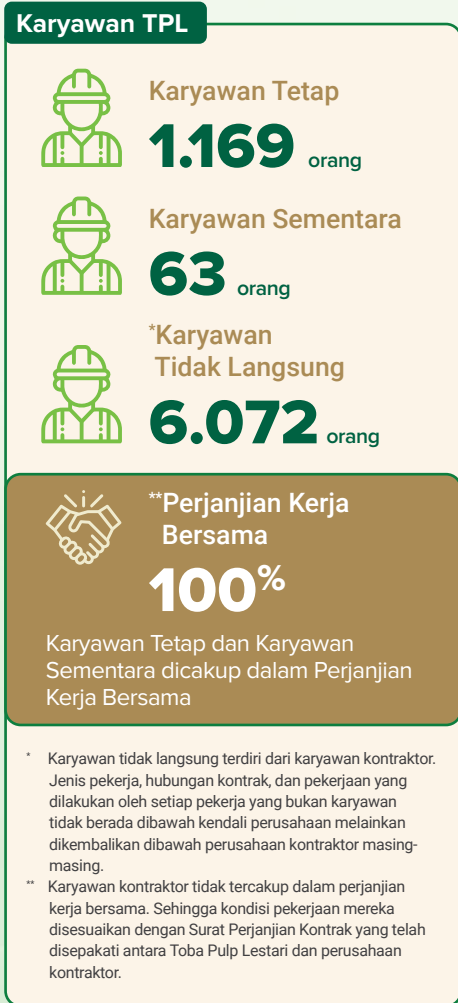 Karyawan TPL
Karyawan Tetap
1.169 orang
Karyawan Sementara
63 orang
*Karyawan
Tidak Langsung
6.072 orang
**Perjanjian Kerja
Bersama
100%
Karyawan Tetap dan Karyawan
Sementara dicakup dalam Perjanjian
Kerja Bersama
* Karyawan tidak langsung terdiri dari karyawan kontraktor.
Jenis pekerja, hubungan kontrak, dan pekerjaan yang
dilakukan oleh setiap pekerja yang bukan karyawan
tidak berada dibawah kendali perusahaan melainkan
dikembalikan dibawah perusahaan kontraktor masing-
masing.
** Karyawan kontraktor tidak tercakup dalam perjanjian
kerja bersama. Sehingga kondisi pekerjaan mereka
disesuaikan dengan Surat Perjanjian Kontrak yang telah
disepakati antara Toba Pulp Lestari dan perusahaan
kontraktor.